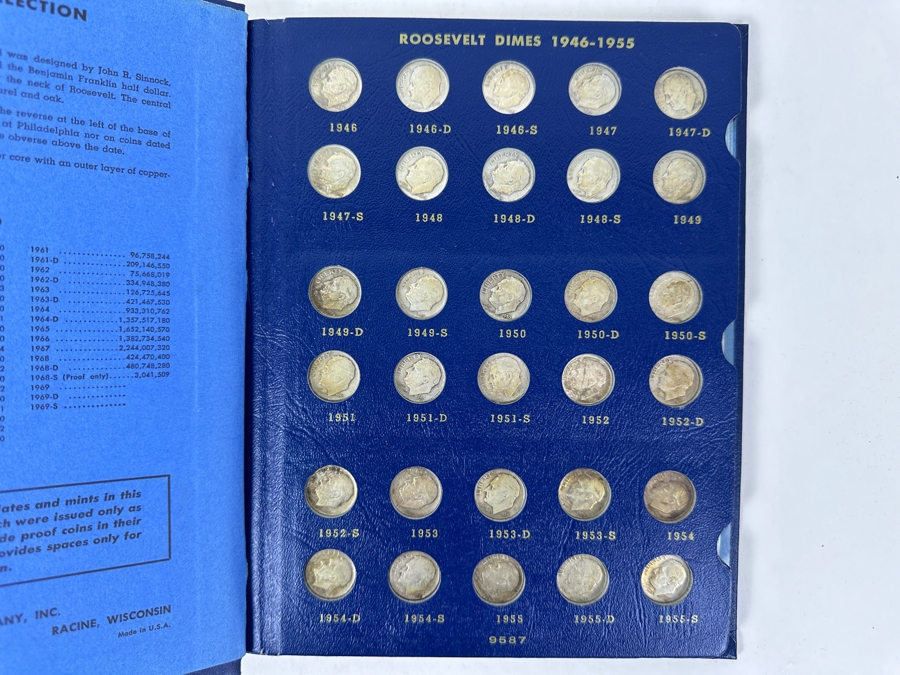 LLECTION
was designed by John R. Sinnock,
the Benjamin Franklin half dollar.
the neck of Roosevelt. The central
urel and oak.
he reverse at the left of the base of
at Philadelphia nor on coins dated
e obverse above the date.
er core with an outer layer of copper-
1961 96,758,244
1961-D 209,146,550
1962 75,668,019
1962-D 334,948,380
1963 126,725,645
1963-D 421,467,530
1964 933,310,762
1964-D 1,357,517,180
1965 1,652,140,570
1966 1,382,734,540
1967 2,244,007,320
1968 424,470,400
1968-D 480,748,280
1968-S (Proof only) 3,041,509
1969
1969-D
1969-S
ates and mints in this
ch were issued only as
de proof coins in their
ovides spaces only for
n.
ANY, INC.
RACINE, WISCONSIN
Made in U.S.A.
ROOSEVELT DIMES 1946-1955
1946 1946-D 1946-S 1947 1947-D
1947-S 1948 1948-D 1948-S 1949
1949-D 1949-S 1950 1950-D 1950-S
1951 1951-D 1951-S 1952 1952-D
1952-S 1953 1953-D 1953-S 1954
1954-D 1954-S 1955 1955-D 1955-S
9587